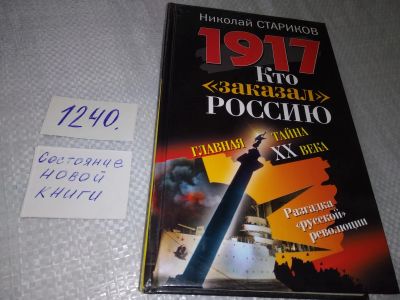 Николай СТАРИКОВ
1917
Кто
«заказал»
РОССИЮ
ГЛАВНАЯ ТАЙНА
XX ВЕКА
Разгадка
"русской"
революции
1240.
Состояние
новой
книги